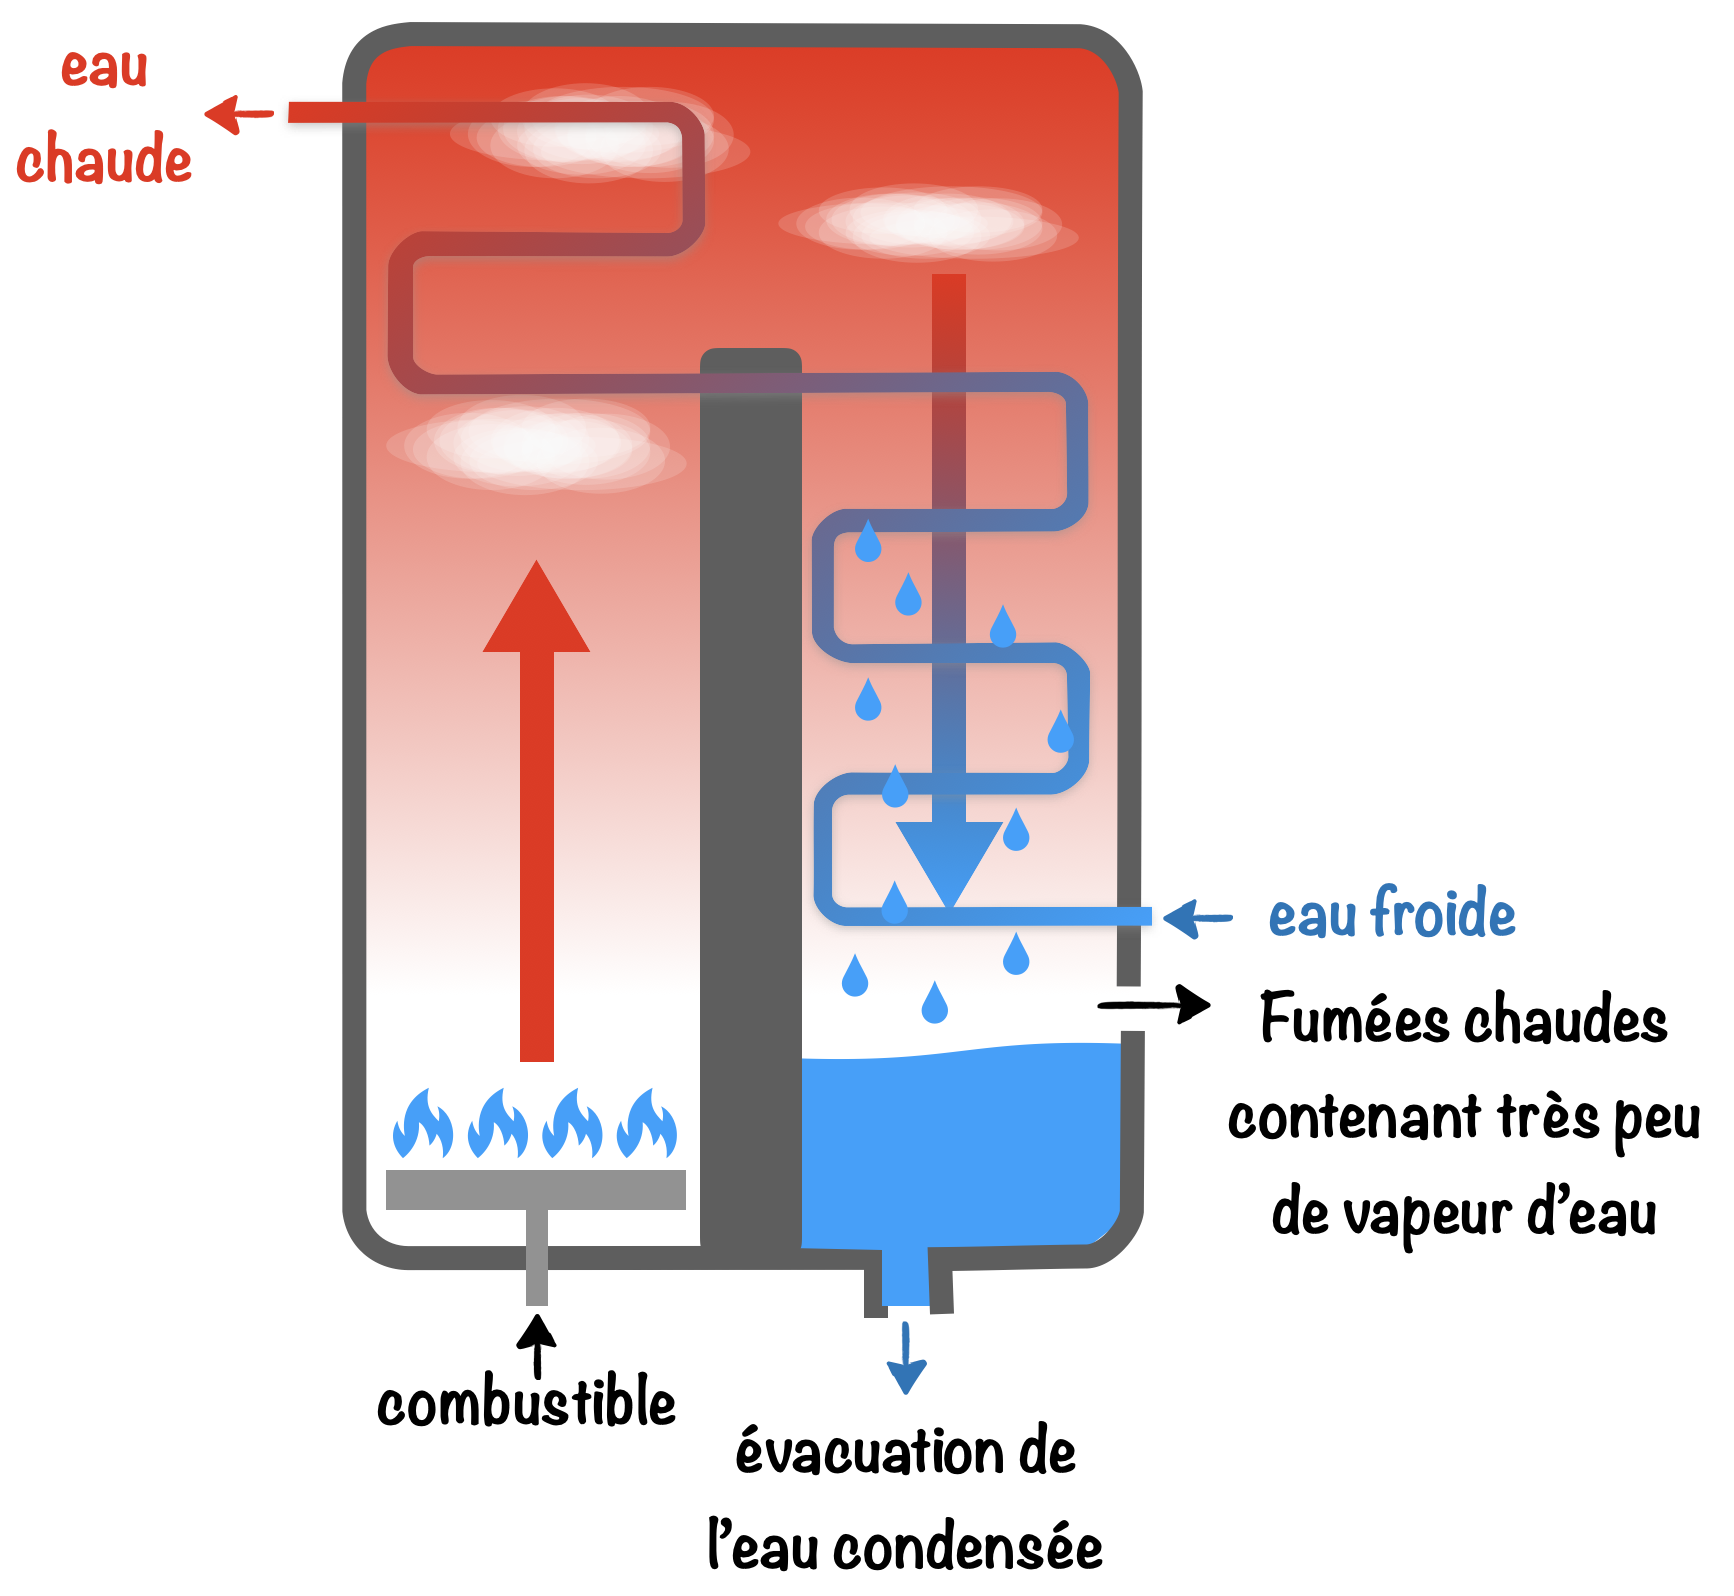 eau
chaude
eau froide
Fumées chaudes
contenant très peu
de vapeur d'eau
combustible
évacuation de
l'eau condensée